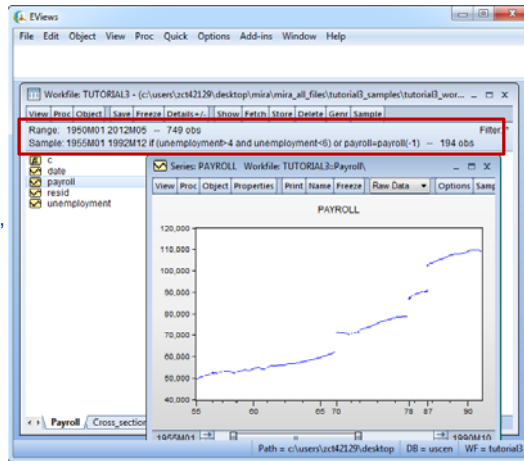 EViews
File Edit Object View Proc Quick Options Add-ins Window Help
Workfile: TUTORIAL3 - (c:\users\zct42129\desktop\mira\mira_all_files\tutorial3_samples\tutorial3_wor...
View Proc Object Save Freeze Details+/- Show Fetch Store Delete Genr Sample
Range: 1950M01 2012M05 -- 749 obs Filter: *
Sample: 1955M01 1992M12 if (unemployment>4 and unemployment<6) or payroll=payroll(-1) -- 194 obs
c
date
payroll
resid
unemployment
,
Series: PAYROLL Workfile: TUTORIAL3::Payroll\
View Proc Object Properties Print Name Freeze Raw Data Options Samp
PAYROLL
120,000
110,000
100,000
90,000
80,000
70,000
60,000
50,000
40,000
55 60 65 70 78 87 90
1955M01 1990M10
Payroll Cross_section
Path = c:\users\zct42129\desktop DB = uscen WF = tutorial3